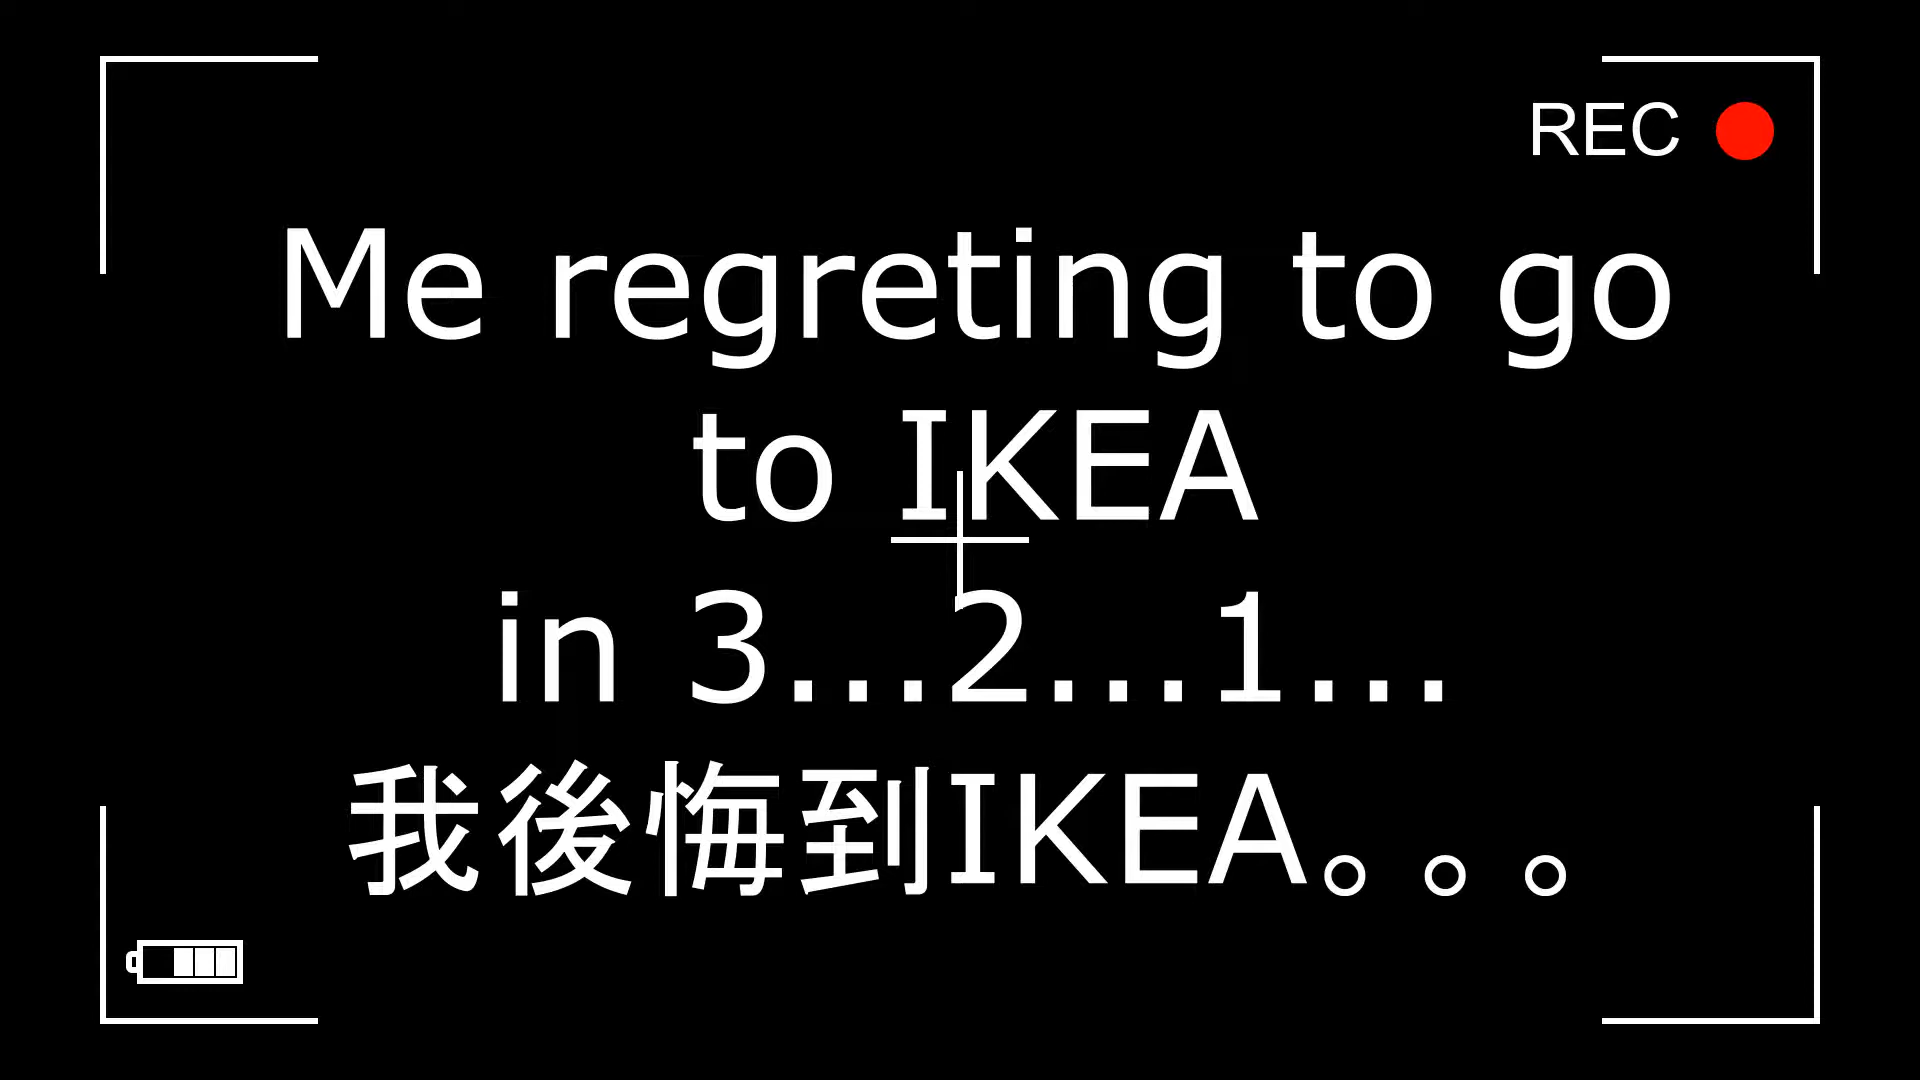 REC
Me regreting to go
to IKEA
in 3...2...1...
我後悔到IKEA。。。